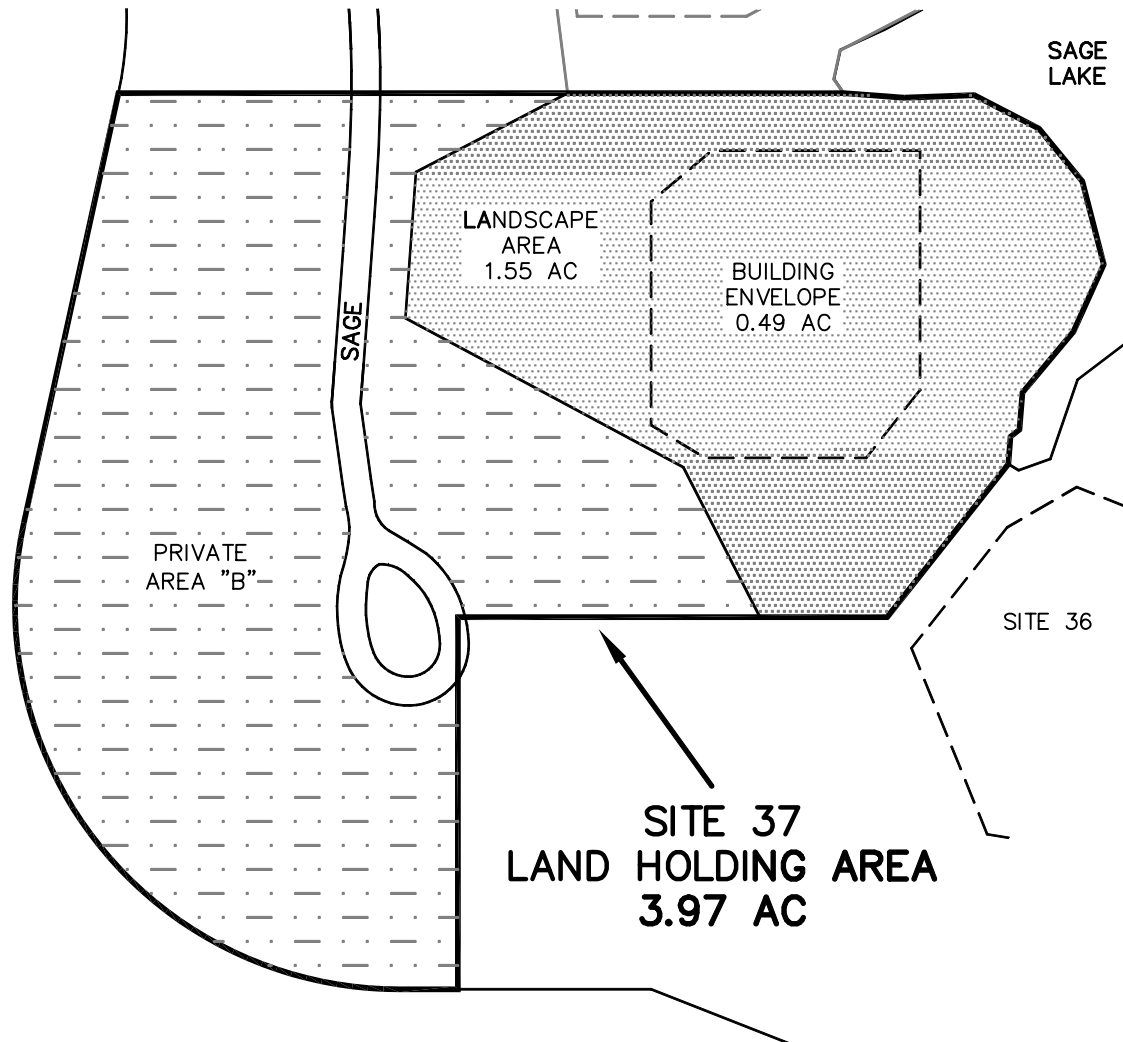 SAGE
LAKE
LANDSCAPE
AREA
1.55 AC
BUILDING
ENVELOPE
0.49 AC
SAGE
PRIVATE
AREA "B"
SITE 36
SITE 37
LAND HOLDING AREA
3.97 AC